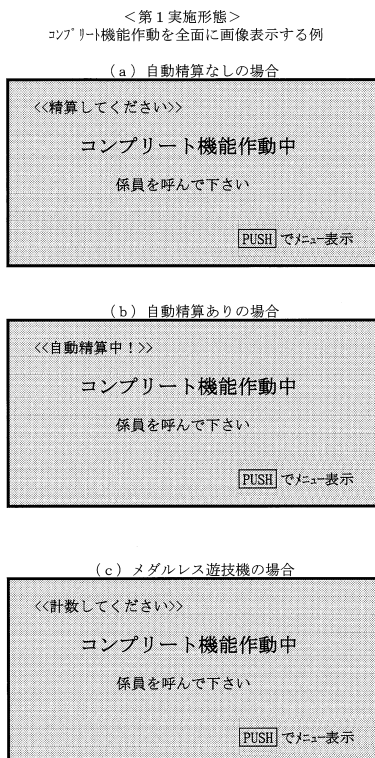 ＜第１実施形態＞
ｺﾝﾌﾟﾘｰﾄ機能作動を全面に画像表示する例
（ａ）自動精算なしの場合
<<精算してください>>
コンプリート機能作動中
係員を呼んで下さい
PUSH でﾒﾆｭｰ表示
（ｂ）自動精算ありの場合
<<自動精算中！>>
コンプリート機能作動中
係員を呼んで下さい
PUSH でﾒﾆｭｰ表示
（ｃ）メダルレス遊技機の場合
<<計数してください>>
コンプリート機能作動中
係員を呼んで下さい
PUSH でﾒﾆｭｰ表示